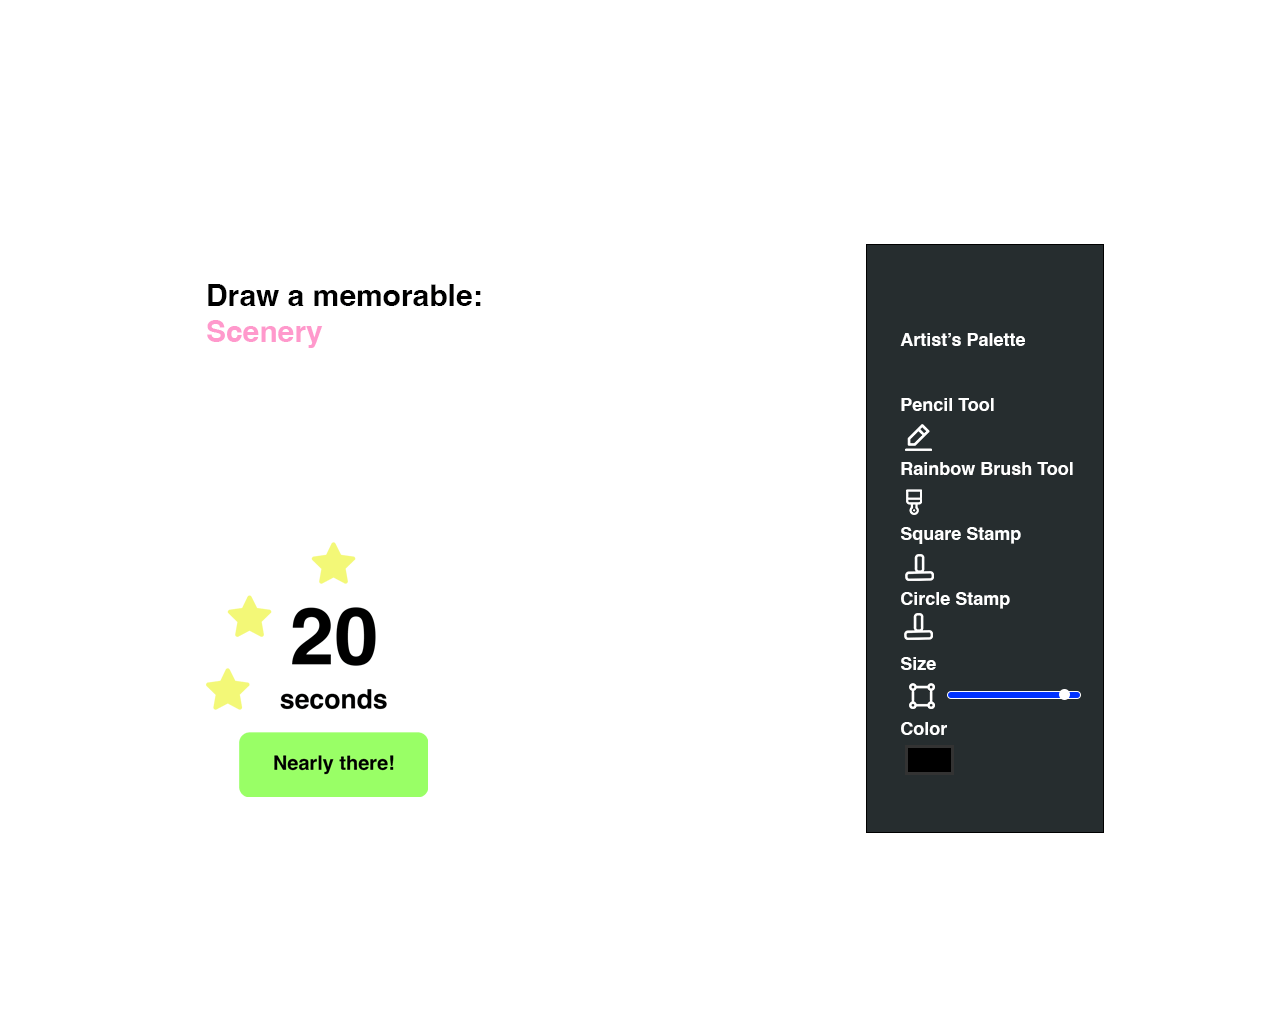 Draw a memorable:
Scenery
20
seconds
Nearly there!
Artist’s Palette
Pencil Tool
Rainbow Brush Tool
Square Stamp
Circle Stamp
Size
Color